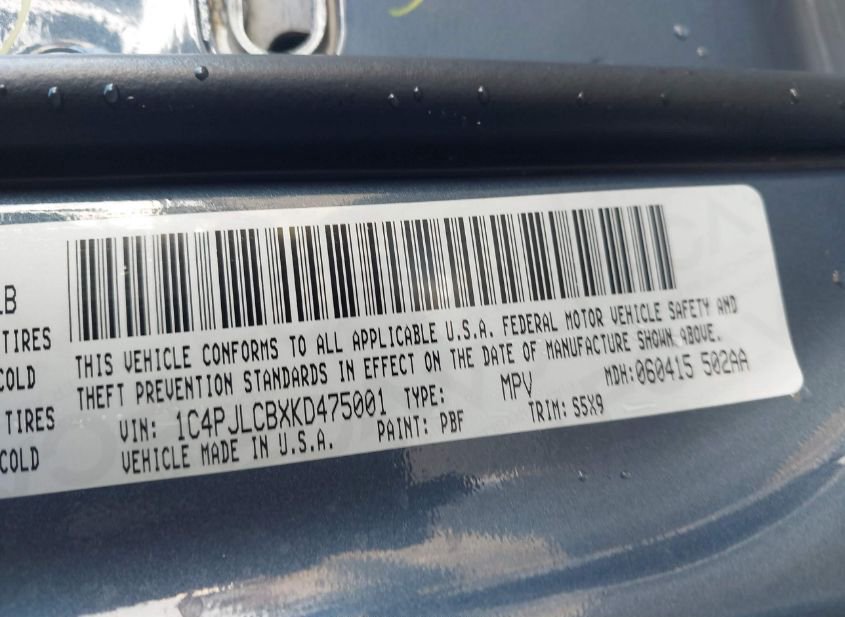 LB
TIRES
COLD
TIRES
COLD
THIS VEHICLE CONFORMS TO ALL APPLICABLE U.S.A. FEDERAL MOTOR VEHICLE SAFETY AND
THEFT PREVENTION STANDARDS IN EFFECT ON THE DATE OF MANUFACTURE SHOWN ABOVE.
VIN: 1C4PJLCBXKD475001 TYPE: MPV MDH:060415 502AA
VEHICLE MADE IN U.S.A. PAINT: PBF TRIM: S5X9